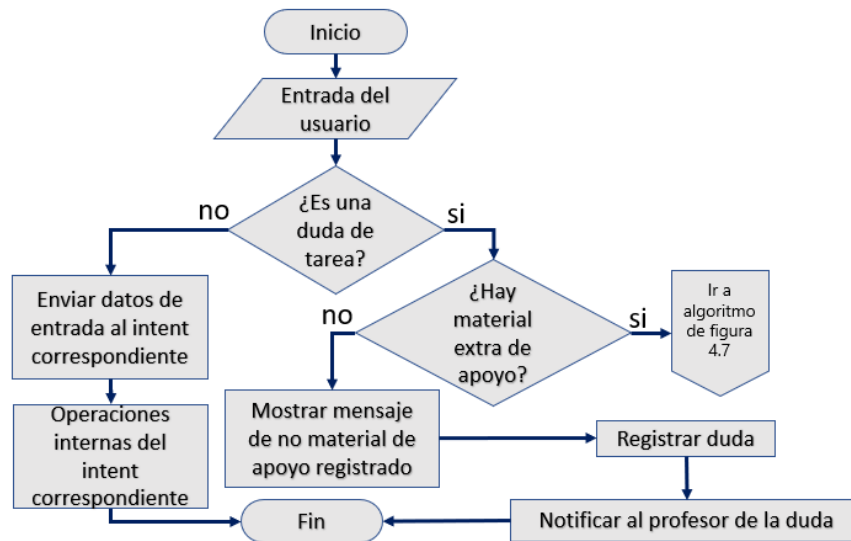 Inicio
Entrada del
usuario
¿Es una
duda de
tarea?
no
si
Enviar datos de
entrada al intent
correspondiente
¿Hay
material
extra de
apoyo?
no
si
Ir a
algoritmo
de figura
4.7
Operaciones
internas del
intent
correspondiente
Mostrar mensaje
de no material de
apoyo registrado
Registrar duda
Fin
Notificar al profesor de la duda